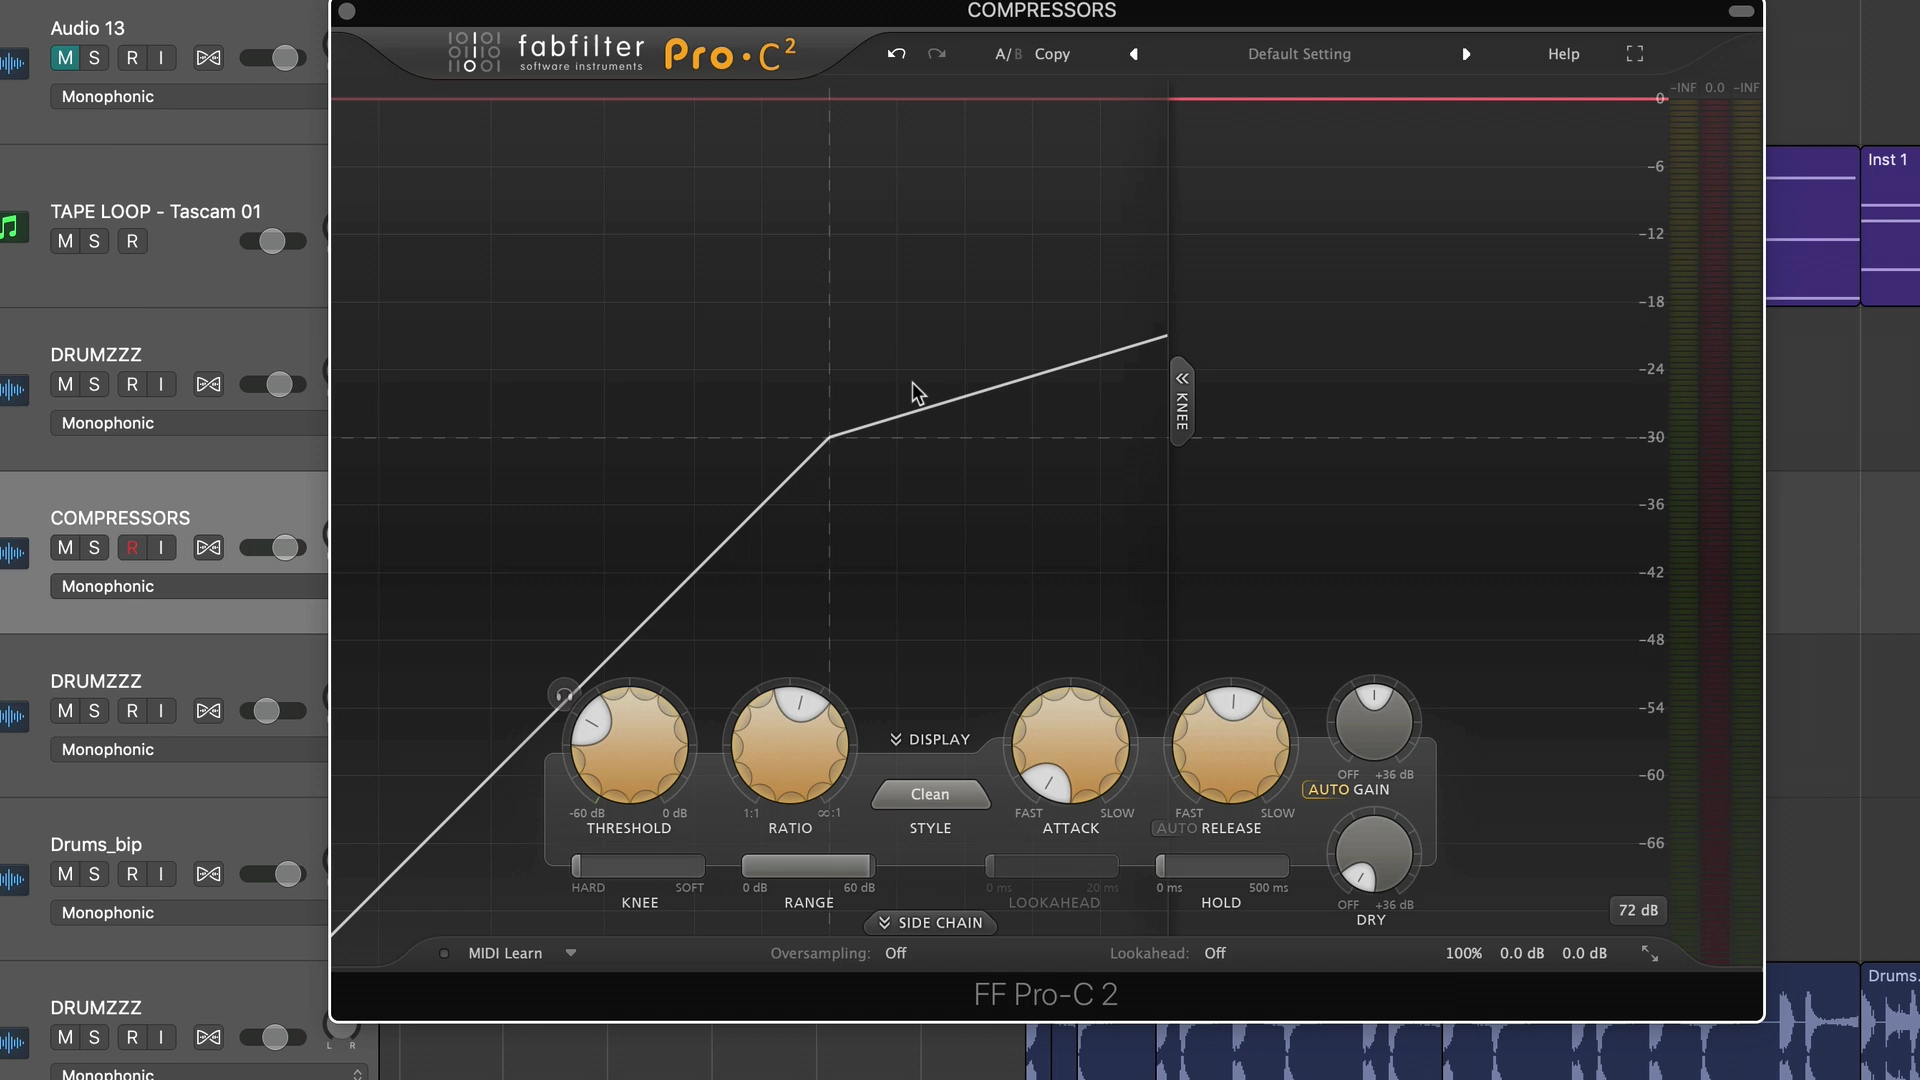 COMPRESSORS
Audio 13
M S R I
Monophonic
TAPE LOOP - Tascam 01
M S R
DRUMZZZ
M S R I
Monophonic
COMPRESSORS
M S R I
Monophonic
DRUMZZZ
M S R I
Monophonic
Drums_bip
M S R I
Monophonic
DRUMZZZ
M S R I
L R
Monophonic
fabfilter
software instruments
Pro·C2
A/B Copy
Default Setting
Help
-INF 0.0 -INF
0
-6
-12
-18
-24
-30
-36
-42
-48
-54
-60
-66
KNEE
DISPLAY
Clean
STYLE
-60 dB 0 dB
THRESHOLD
1:1 ∞:1
RATIO
FAST SLOW
ATTACK
FAST SLOW
AUTO RELEASE
OFF +36 dB
AUTO GAIN
HARD SOFT
KNEE
0 dB 60 dB
RANGE
0 ms 20 ms
LOOKAHEAD
0 ms 500 ms
HOLD
OFF +36 dB
DRY
SIDE CHAIN
72 dB
MIDI Learn
Oversampling: Off
Lookahead: Off
100% 0.0 dB 0.0 dB
FF Pro-C 2
Inst 1
Drums.